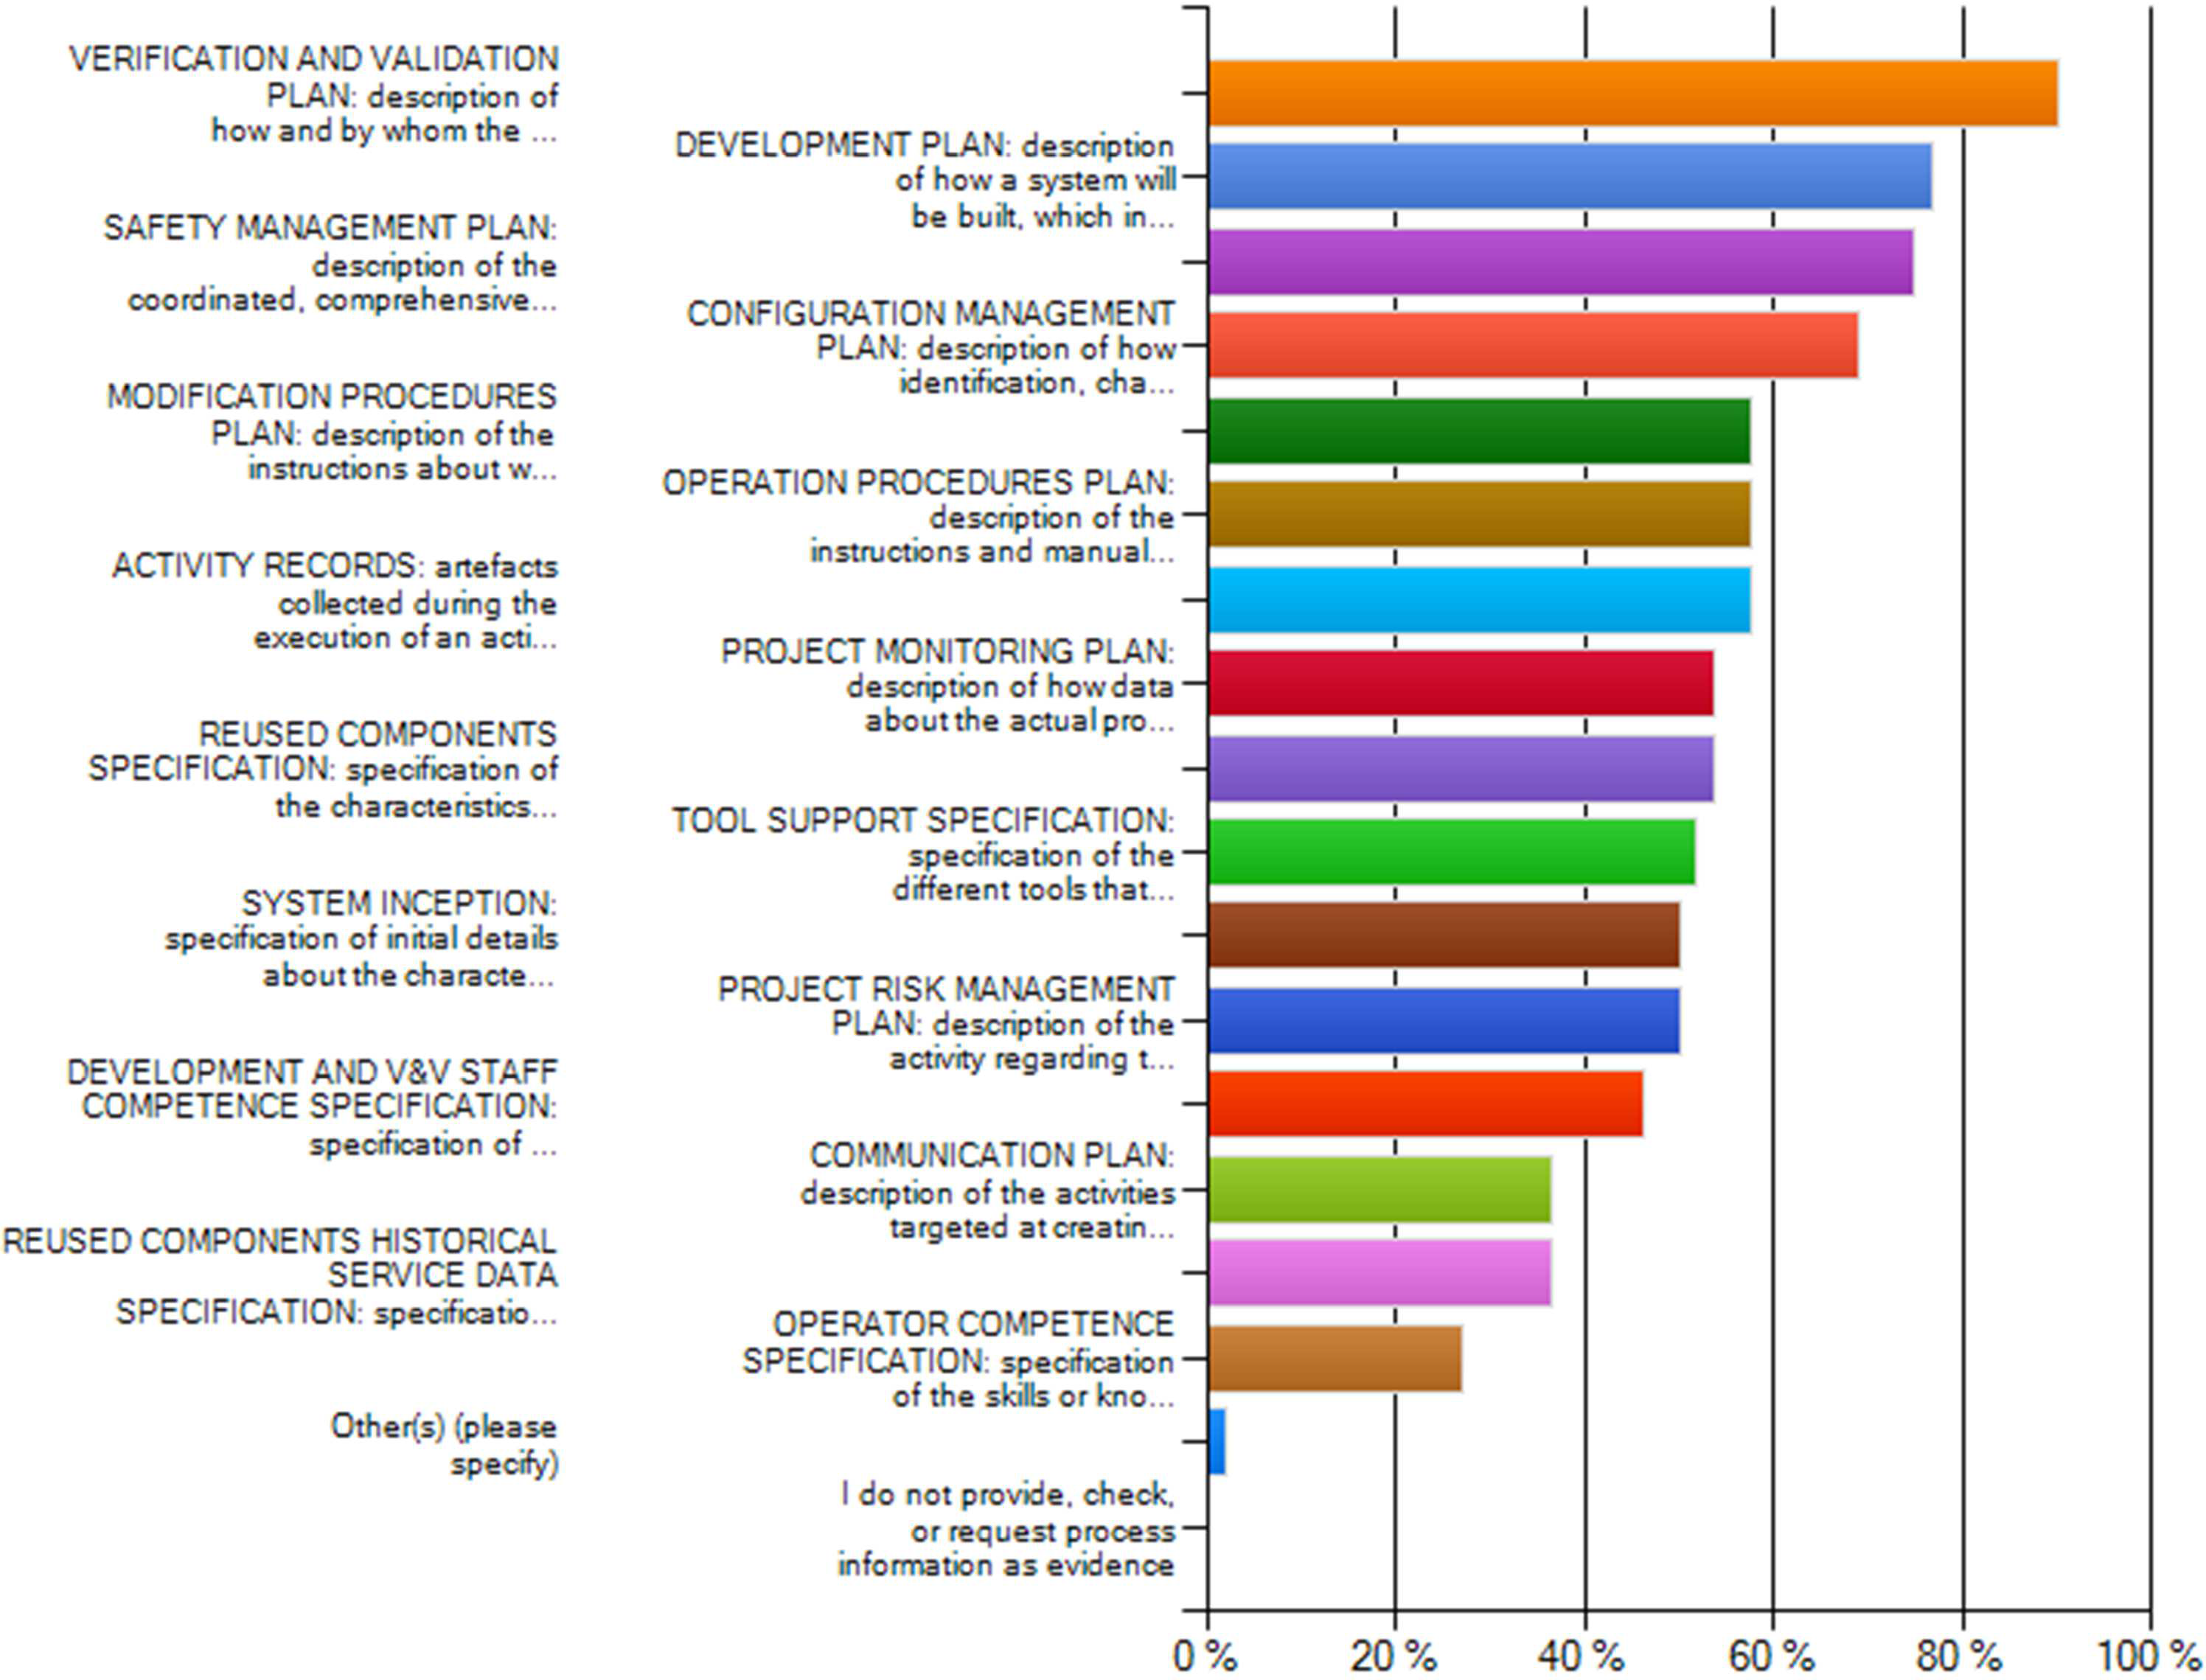 VERIFICATION AND VALIDATION
PLAN: description of
how and by whom the ...
DEVELOPMENT PLAN: description
of how a system will
be built, which in...
SAFETY MANAGEMENT PLAN:
description of the
coordinated, comprehensive...
CONFIGURATION MANAGEMENT
PLAN: description of how
identification, cha...
MODIFICATION PROCEDURES
PLAN: description of the
instructions about w...
OPERATION PROCEDURES PLAN:
description of the
instructions and manual...
ACTIVITY RECORDS: artefacts
collected during the
execution of an acti...
PROJECT MONITORING PLAN:
description of how data
about the actual pro...
REUSED COMPONENTS
SPECIFICATION: specification of
the characteristics...
TOOL SUPPORT SPECIFICATION:
specification of the
different tools that...
SYSTEM INCEPTION:
specification of initial details
about the characte...
PROJECT RISK MANAGEMENT
PLAN: description of the
activity regarding t...
DEVELOPMENT AND V&V STAFF
COMPETENCE SPECIFICATION:
specification of ...
COMMUNICATION PLAN:
description of the activities
targeted at creatin...
REUSED COMPONENTS HISTORICAL
SERVICE DATA
SPECIFICATION: specificatio...
OPERATOR COMPETENCE
SPECIFICATION: specification
of the skills or kno...
Other(s) (please
specify)
I do not provide, check,
or request process
information as evidence
0 % 20 % 40 % 60 % 80 % 100 %